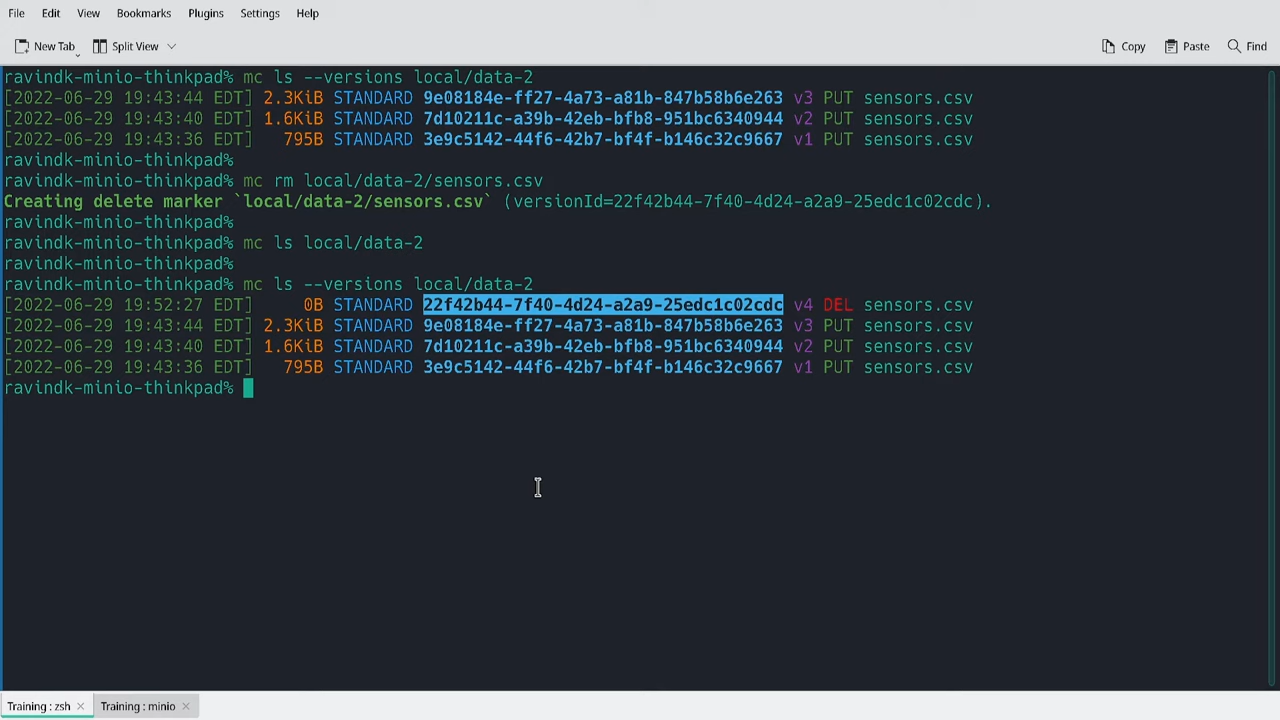 File Edit View Bookmarks Plugins Settings Help
New Tab Split View Copy Paste Find
ravindk-minio-thinkpad% mc ls --versions local/data-2
[2022-06-29 19:43:44 EDT] 2.3KiB STANDARD 9e08184e-ff27-4a73-a81b-847b58b6e263 v3 PUT sensors.csv
[2022-06-29 19:43:40 EDT] 1.6KiB STANDARD 7d10211c-a39b-42eb-bfb8-951bc6340944 v2 PUT sensors.csv
[2022-06-29 19:43:36 EDT]   795B STANDARD 3e9c5142-44f6-42b7-bf4f-b146c32c9667 v1 PUT sensors.csv
ravindk-minio-thinkpad%
ravindk-minio-thinkpad% mc rm local/data-2/sensors.csv
Creating delete marker `local/data-2/sensors.csv` (versionId=22f42b44-7f40-4d24-a2a9-25edc1c02cdc).
ravindk-minio-thinkpad%
ravindk-minio-thinkpad% mc ls local/data-2
ravindk-minio-thinkpad%
ravindk-minio-thinkpad% mc ls --versions local/data-2
[2022-06-29 19:52:27 EDT]     0B STANDARD 22f42b44-7f40-4d24-a2a9-25edc1c02cdc v4 DEL sensors.csv
[2022-06-29 19:43:44 EDT] 2.3KiB STANDARD 9e08184e-ff27-4a73-a81b-847b58b6e263 v3 PUT sensors.csv
[2022-06-29 19:43:40 EDT] 1.6KiB STANDARD 7d10211c-a39b-42eb-bfb8-951bc6340944 v2 PUT sensors.csv
[2022-06-29 19:43:36 EDT]   795B STANDARD 3e9c5142-44f6-42b7-bf4f-b146c32c9667 v1 PUT sensors.csv
ravindk-minio-thinkpad%
Training : zsh Training : minio